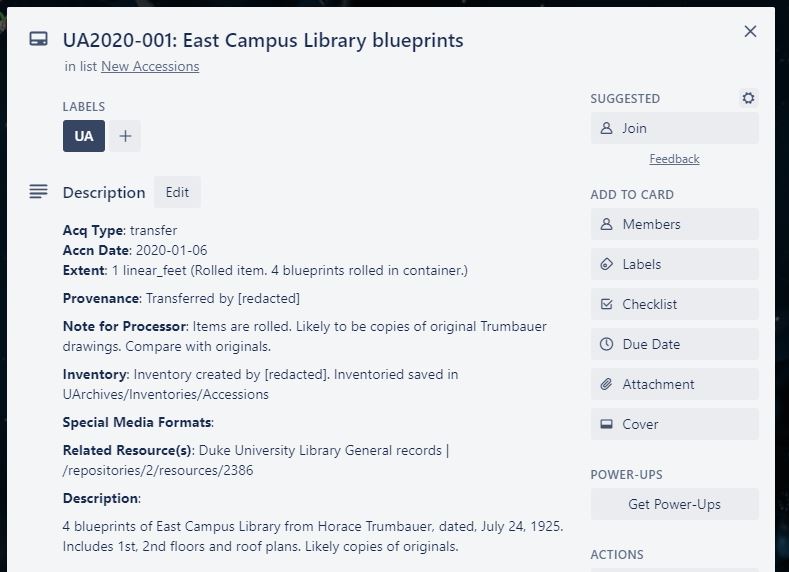 UA2020-001: East Campus Library blueprints
in list New Accessions
LABELS
UA
+
Description Edit
Acq Type: transfer
Accn Date: 2020-01-06
Extent: 1 linear_feet (Rolled item. 4 blueprints rolled in container.)
Provenance: Transferred by [redacted]
Note for Processor: Items are rolled. Likely to be copies of original Trumbauer
drawings. Compare with originals.
Inventory: Inventory created by [redacted]. Inventoried saved in
UArchives/Inventories/Accessions
Special Media Formats:
Related Resource(s): Duke University Library General records |
/repositories/2/resources/2386
Description:
4 blueprints of East Campus Library from Horace Trumbauer, dated, July 24, 1925.
Includes 1st, 2nd floors and roof plans. Likely copies of originals.
SUGGESTED
Join
Feedback
ADD TO CARD
Members
Labels
Checklist
Due Date
Attachment
Cover
POWER-UPS
Get Power-Ups
ACTIONS